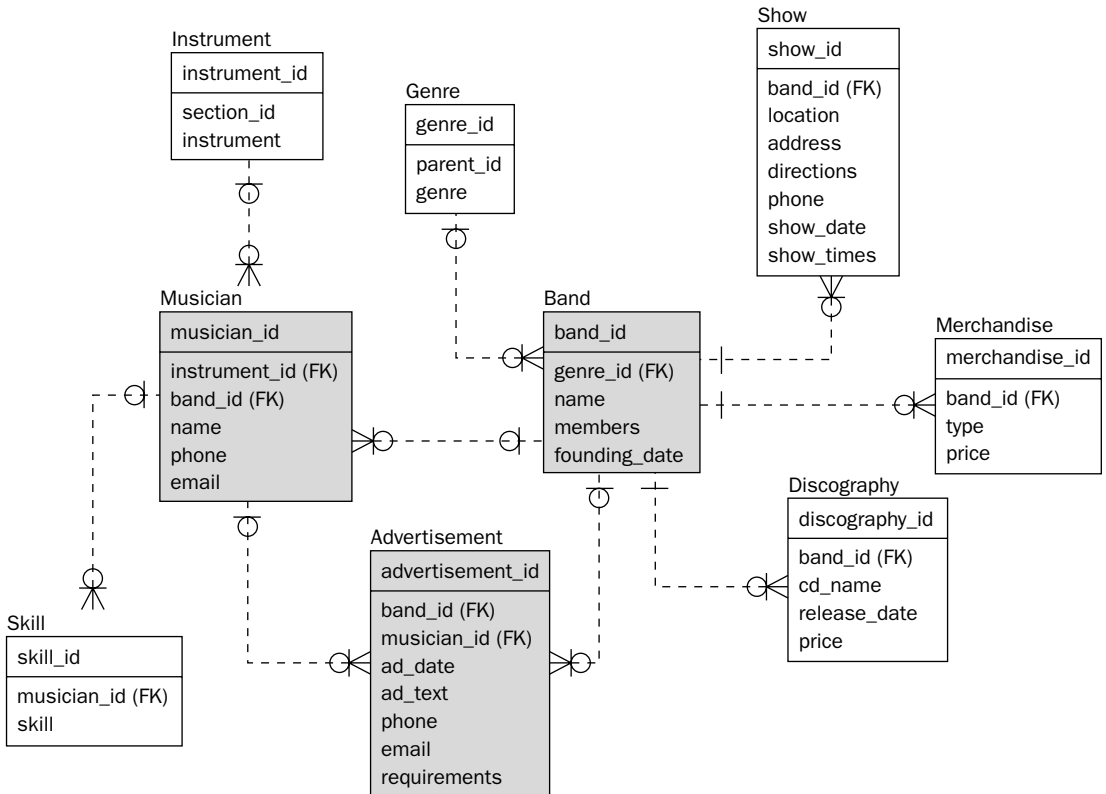 Instrument
instrument_id
section_id
instrument
Genre
genre_id
parent_id
genre
Show
show_id
band_id (FK)
location
address
directions
phone
show_date
show_times
Musician
musician_id
instrument_id (FK)
band_id (FK)
name
phone
email
Band
band_id
genre_id (FK)
name
members
founding_date
Merchandise
merchandise_id
band_id (FK)
type
price
Discography
discography_id
band_id (FK)
cd_name
release_date
price
Advertisement
advertisement_id
band_id (FK)
musician_id (FK)
ad_date
ad_text
phone
email
requirements
Skill
skill_id
musician_id (FK)
skill